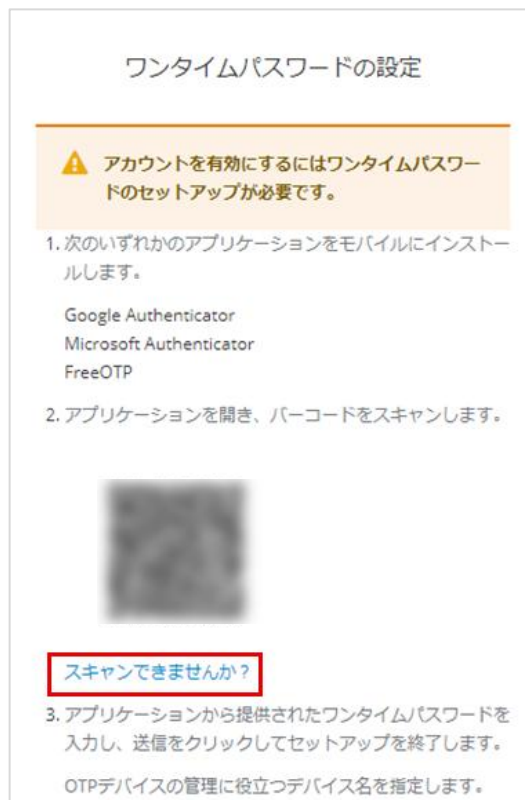 ワンタイムパスワードの設定
アカウントを有効にするにはワンタイムパスワー
ドのセットアップが必要です。
1. 次のいずれかのアプリケーションをモバイルにインストー
ルします。
Google Authenticator
Microsoft Authenticator
FreeOTP
2. アプリケーションを開き、バーコードをスキャンします。
スキャンできませんか？
3. アプリケーションから提供されたワンタイムパスワードを
入力し、送信をクリックしてセットアップを終了します。
OTPデバイスの管理に役立つデバイス名を指定します。